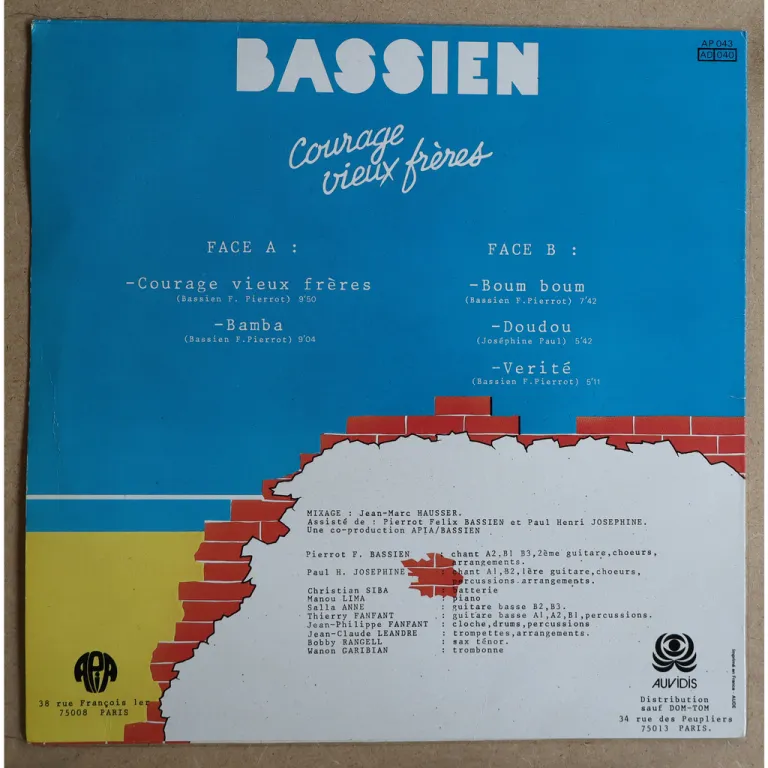 BASSIEN
AP 043
AD 040
Courage
vieux frères
FACE A :
-Courage vieux frères
(Bassien F. Pierrot) 9'50
-Bamba
(Bassien F.Pierrot) 9'04
FACE B :
-Boum boum
(Bassien F.Pierrot) 7'42
-Doudou
(Joséphine Paul) 5'42
-Verité
(Bassien F.Pierrot) 5'11
MIXAGE : Jean-Marc HAUSSER.
Assisté de : Pierrot Felix BASSIEN et Paul Henri JOSEPHINE.
Une co-production APIA/BASSIEN
Pierrot F. BASSIEN : chant A2,B1 B3,2ème guitare,choeurs,
arrangements.
Paul H. JOSEPHINE : chant A1,B2,1ère guitare,choeurs,
percussions.arrangements.
Christian SIBA : batterie
Manou LIMA : piano
Salla ANNE : guitare basse B2,B3.
Thierry FANFANT : guitare basse A1,A2,B1,percussions.
Jean-Philippe FANFANT : cloche,drums,percussions
Jean-Claude LEANDRE : trompettes,arrangements.
Bobby RANGELL : sax ténor.
Wanon GARIBIAN : trombonne
APIA
38 rue François 1er
75008 PARIS
AUVIDIS
Distribution
sauf DOM-TOM
34 rue des Peupliers
75013 PARIS.
Imprimé en France